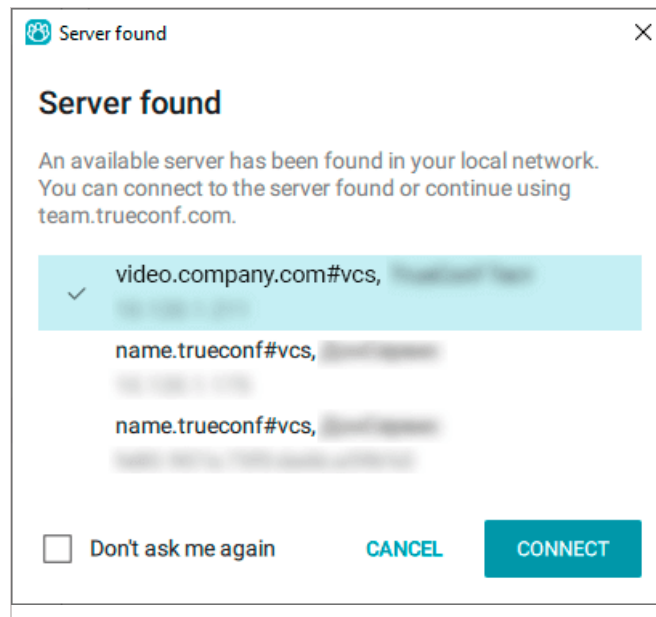 Server found
Server found
An available server has been found in your local network.
You can connect to the server found or continue using
team.trueconf.com.
video.company.com#vcs,
name.trueconf#vcs,
name.trueconf#vcs,
Don't ask me again
CANCEL
CONNECT